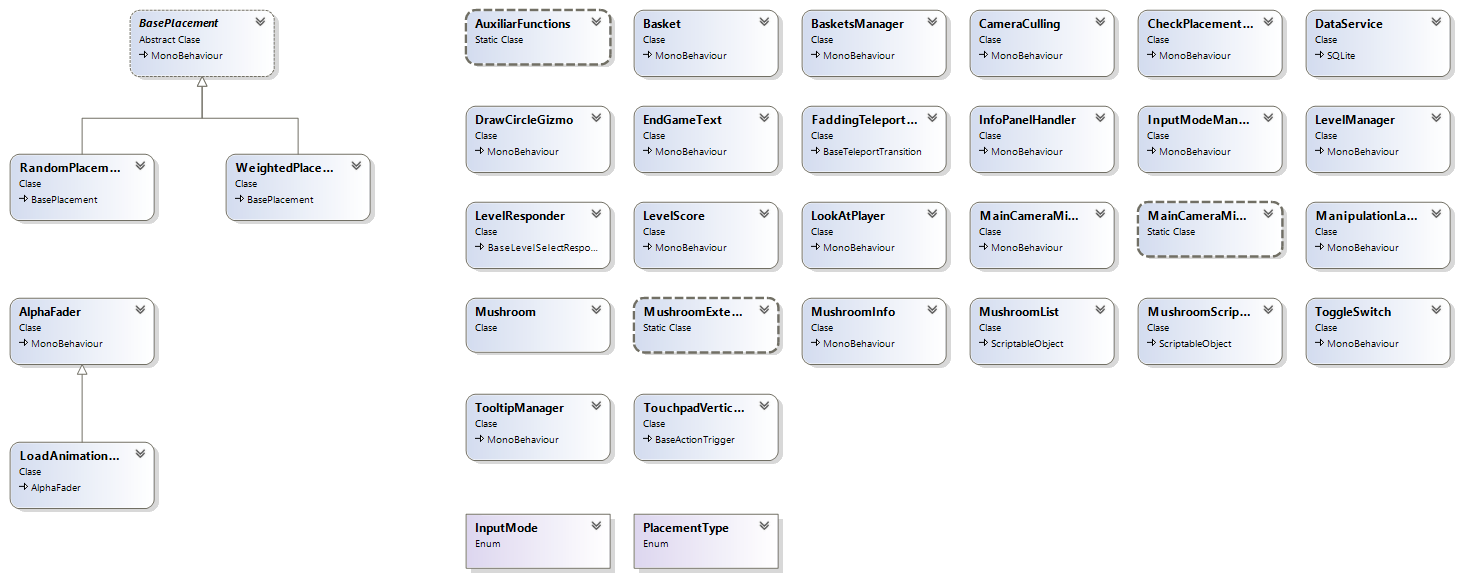 BasePlacement
Abstract Clase
MonoBehaviour
RandomPlacem...
Clase
BasePlacement
WeightedPlace...
Clase
BasePlacement
AlphaFader
Clase
MonoBehaviour
LoadAnimation...
Clase
AlphaFader
AuxiliarFunctions
Static Clase
Basket
Clase
MonoBehaviour
BasketsManager
Clase
MonoBehaviour
CameraCulling
Clase
MonoBehaviour
CheckPlacement...
Clase
MonoBehaviour
DataService
Clase
SQLite
DrawCircleGizmo
Clase
MonoBehaviour
EndGameText
Clase
MonoBehaviour
FaddingTeleport...
Clase
BaseTeleportTransition
InfoPanelHandler
Clase
MonoBehaviour
InputModeMan...
Clase
MonoBehaviour
LevelManager
Clase
MonoBehaviour
LevelResponder
Clase
BaseLevelSelectRespo...
LevelScore
Clase
MonoBehaviour
LookAtPlayer
Clase
MonoBehaviour
MainCameraMi...
Clase
MonoBehaviour
MainCameraMi...
Static Clase
ManipulationLa...
Clase
MonoBehaviour
Mushroom
Clase
MushroomExte...
Static Clase
MushroomInfo
Clase
MonoBehaviour
MushroomList
Clase
ScriptableObject
MushroomScrip...
Clase
ScriptableObject
ToggleSwitch
Clase
MonoBehaviour
TooltipManager
Clase
MonoBehaviour
TouchpadVertic...
Clase
BaseActionTrigger
InputMode
Enum
PlacementType
Enum